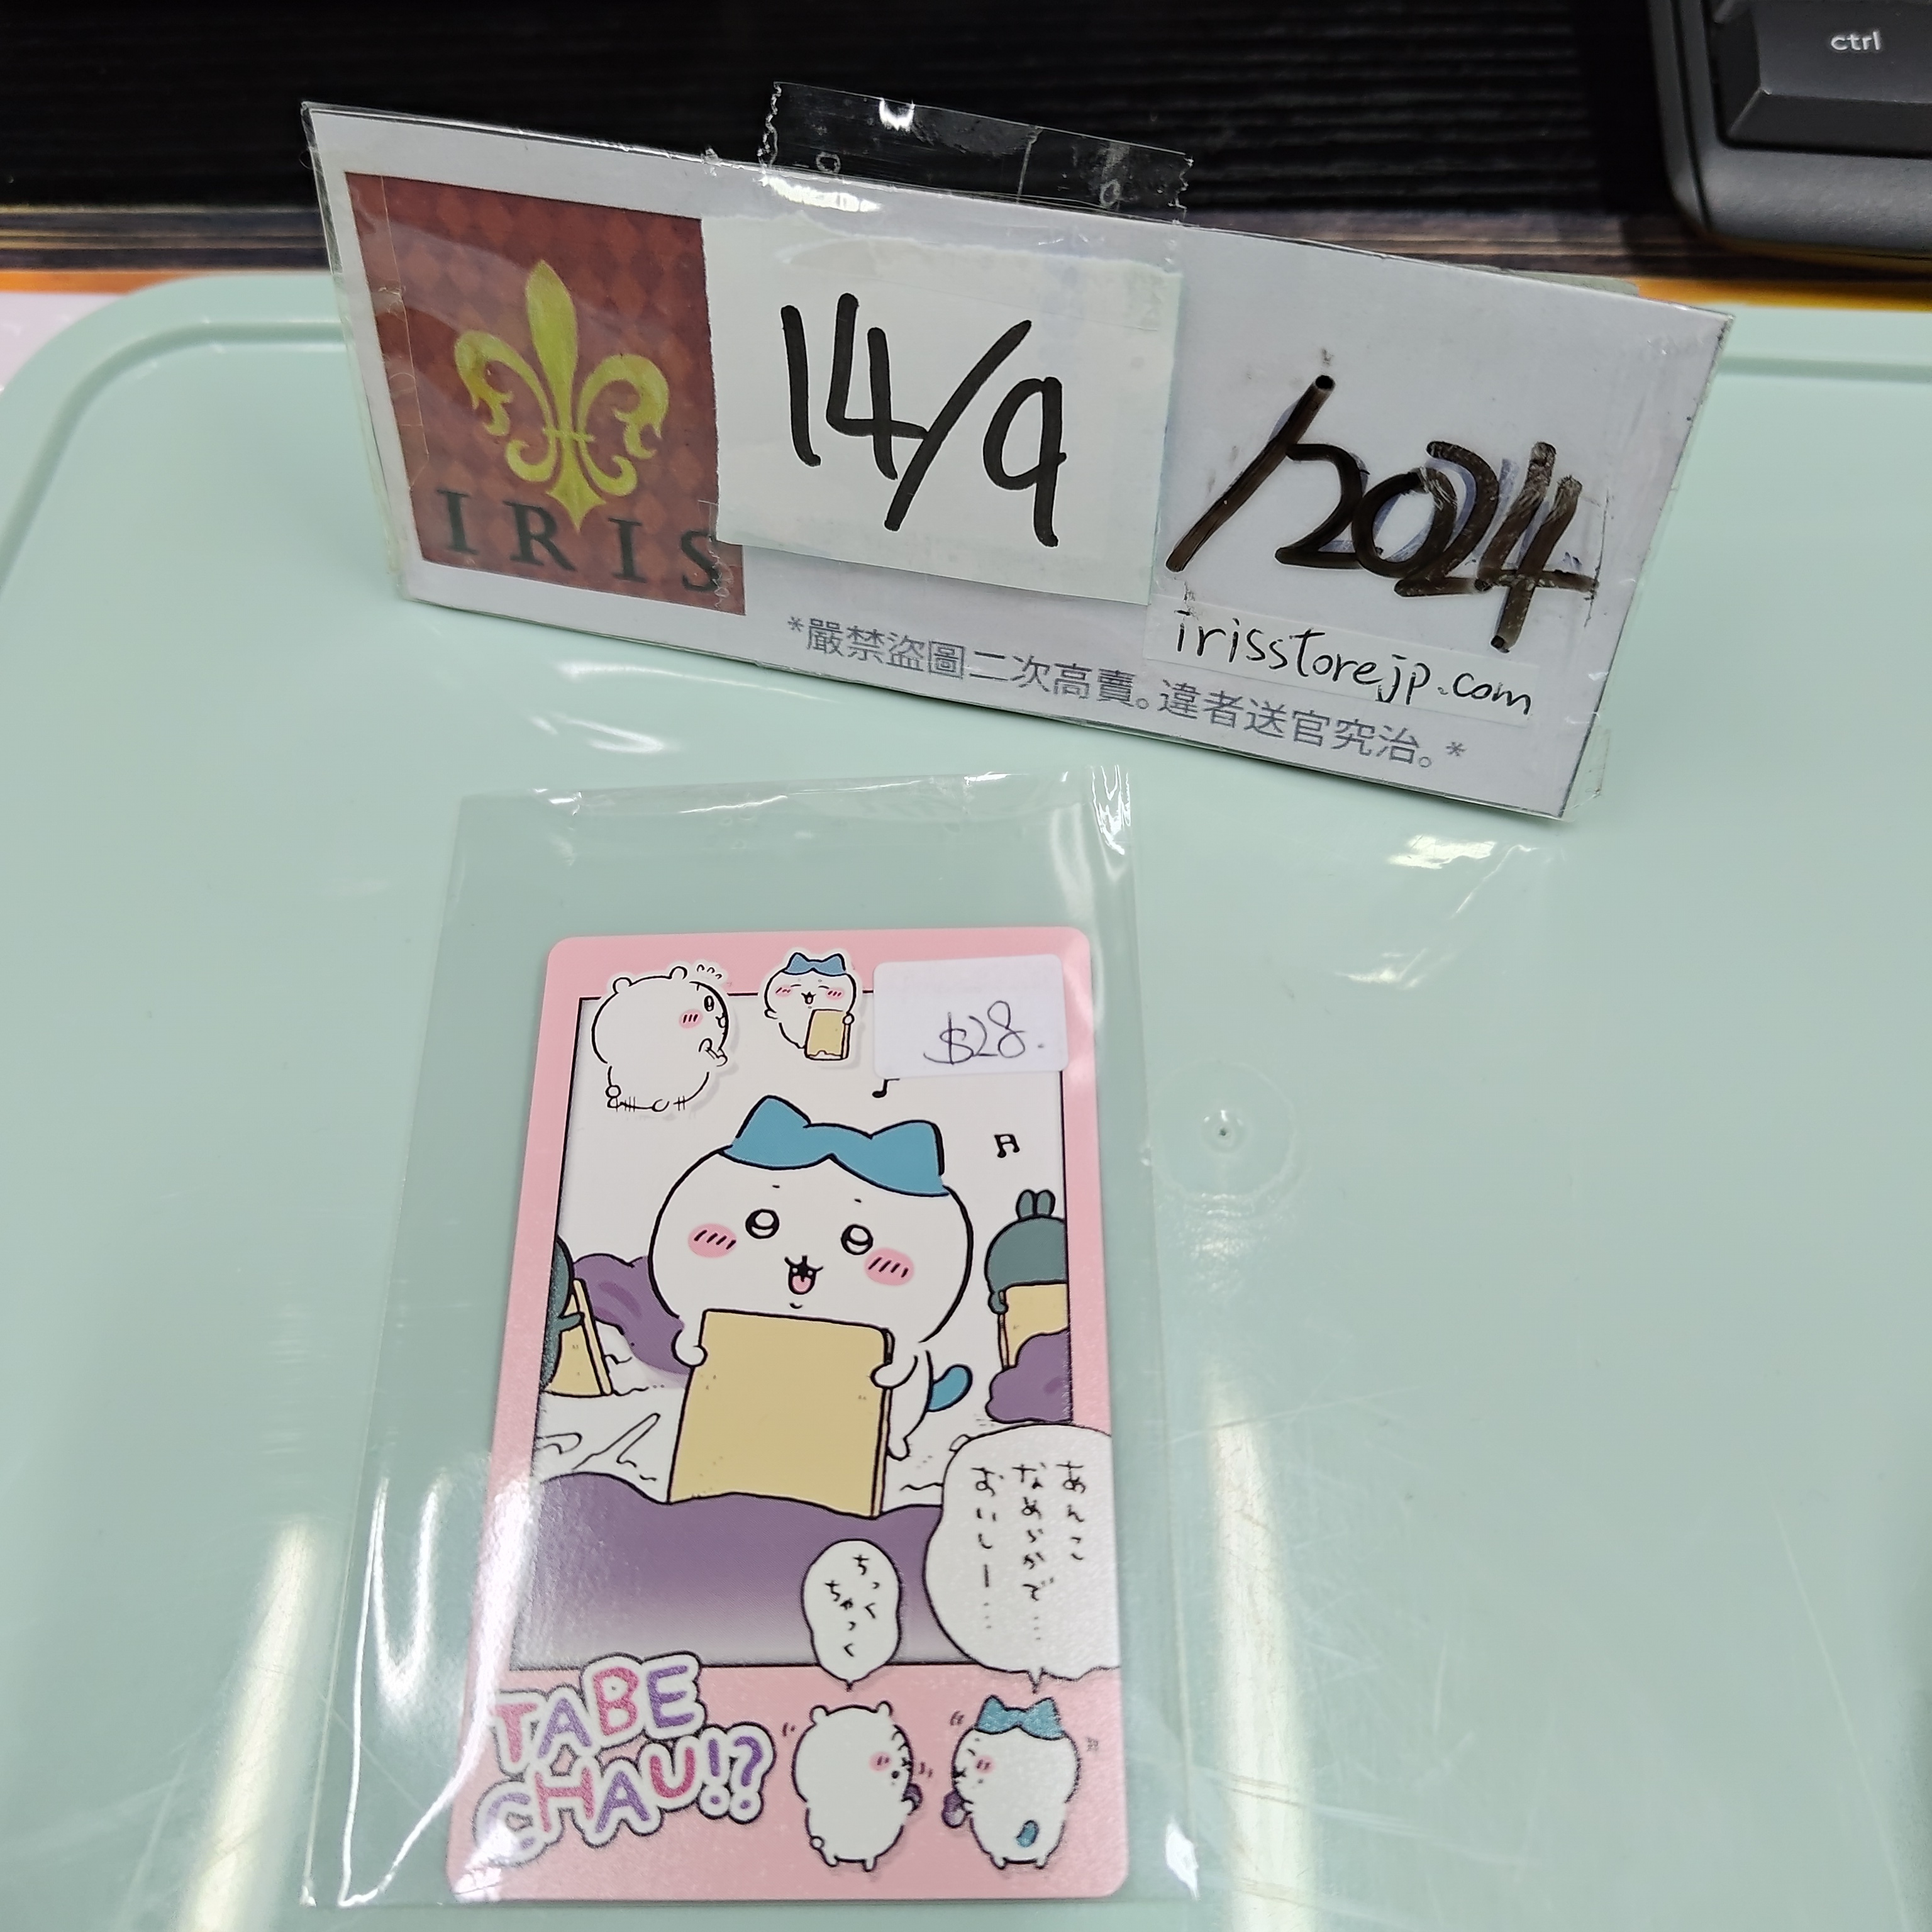 ctrl
IRIS
14/9
/2024
irisstorejp.com
*嚴禁盜圖二次高賣。違者送官究治。*
$28.
あんこ
なめらかで…
おいしー…
ちっく
ちゃっく
TABE
CHAU!?